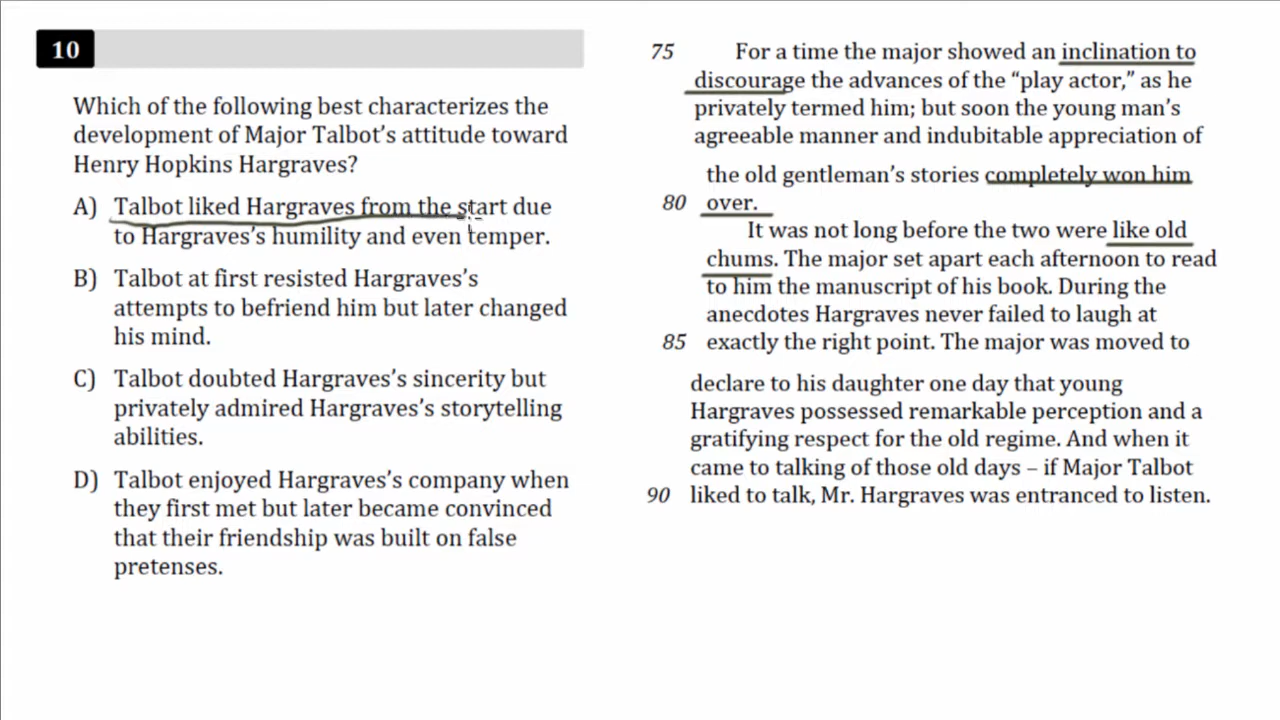 10
Which of the following best characterizes the
development of Major Talbot's attitude toward
Henry Hopkins Hargraves?
A) Talbot liked Hargraves from the start due
to Hargraves's humility and even temper.
B) Talbot at first resisted Hargraves's
attempts to befriend him but later changed
his mind.
C) Talbot doubted Hargraves's sincerity but
privately admired Hargraves's storytelling
abilities.
D) Talbot enjoyed Hargraves's company when
they first met but later became convinced
that their friendship was built on false
pretenses.
75 For a time the major showed an inclination to
discourage the advances of the “play actor,” as he
privately termed him; but soon the young man's
agreeable manner and indubitable appreciation of
the old gentleman's stories completely won him
80 over.
It was not long before the two were like old
chums. The major set apart each afternoon to read
to him the manuscript of his book. During the
anecdotes Hargraves never failed to laugh at
85 exactly the right point. The major was moved to
declare to his daughter one day that young
Hargraves possessed remarkable perception and a
gratifying respect for the old regime. And when it
came to talking of those old days – if Major Talbot
90 liked to talk, Mr. Hargraves was entranced to listen.